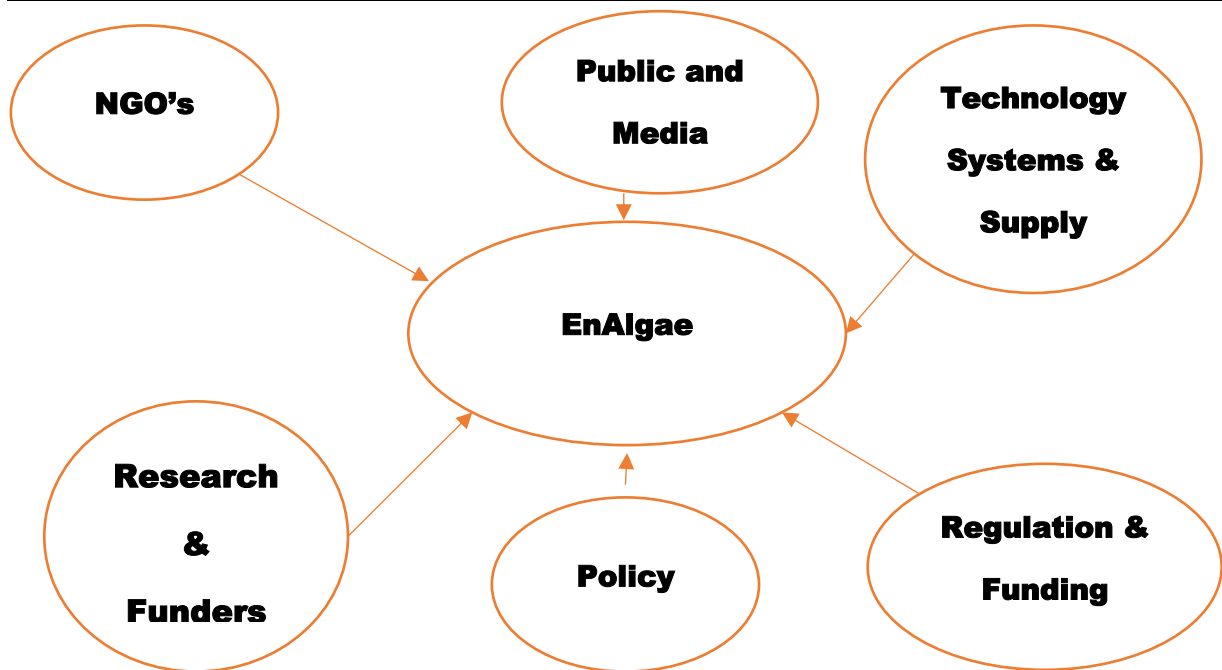 NGO’s
Public and
Media
Technology
Systems &
Supply
EnAlgae
Research
&
Funders
Policy
Regulation &
Funding